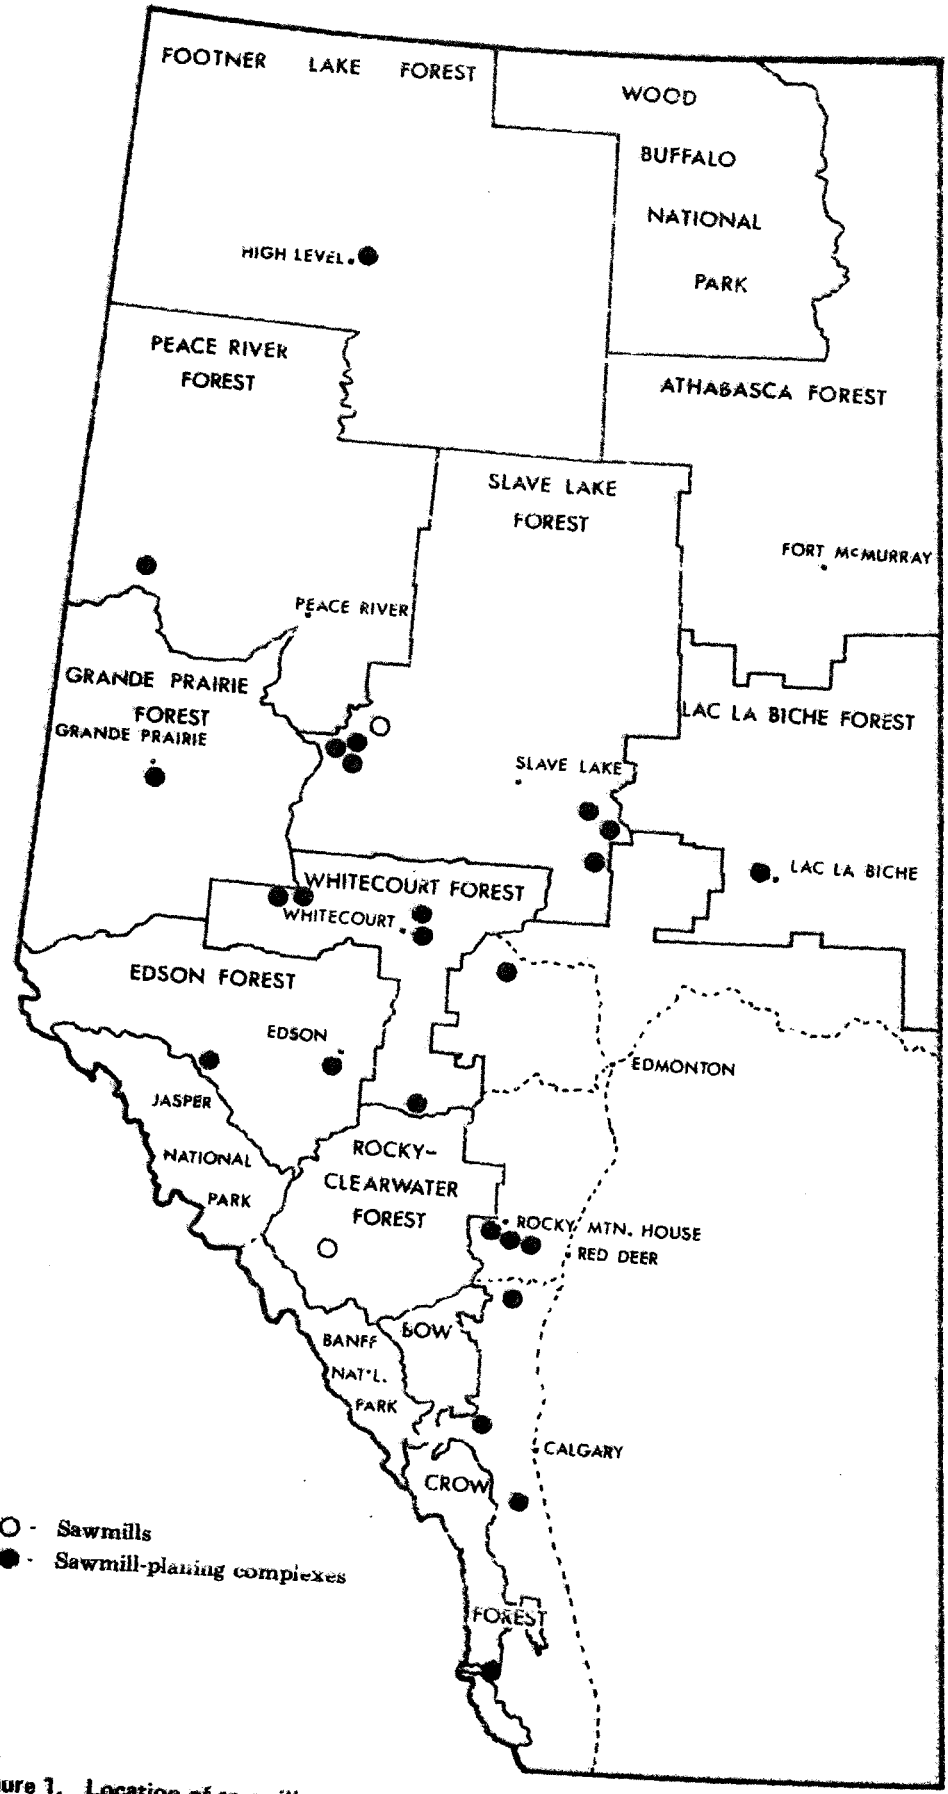 FOOTNER LAKE FOREST
WOOD
BUFFALO
NATIONAL
PARK
HIGH LEVEL
PEACE RIVER
FOREST
ATHABASCA FOREST
SLAVE LAKE
FOREST
FORT McMURRAY
PEACE RIVER
GRANDE PRAIRIE
FOREST
GRANDE PRAIRIE
LAC LA BICHE FOREST
SLAVE LAKE
LAC LA BICHE
WHITECOURT FOREST
WHITECOURT
EDSON FOREST
EDSON
EDMONTON
JASPER
NATIONAL
PARK
ROCKY-
CLEARWATER
FOREST
ROCKY MTN. HOUSE
RED DEER
BOW
BANFF
NAT'L.
PARK
CALGARY
CROW
FOREST
- Sawmills
- Sawmill-planing complexes
1. Location of